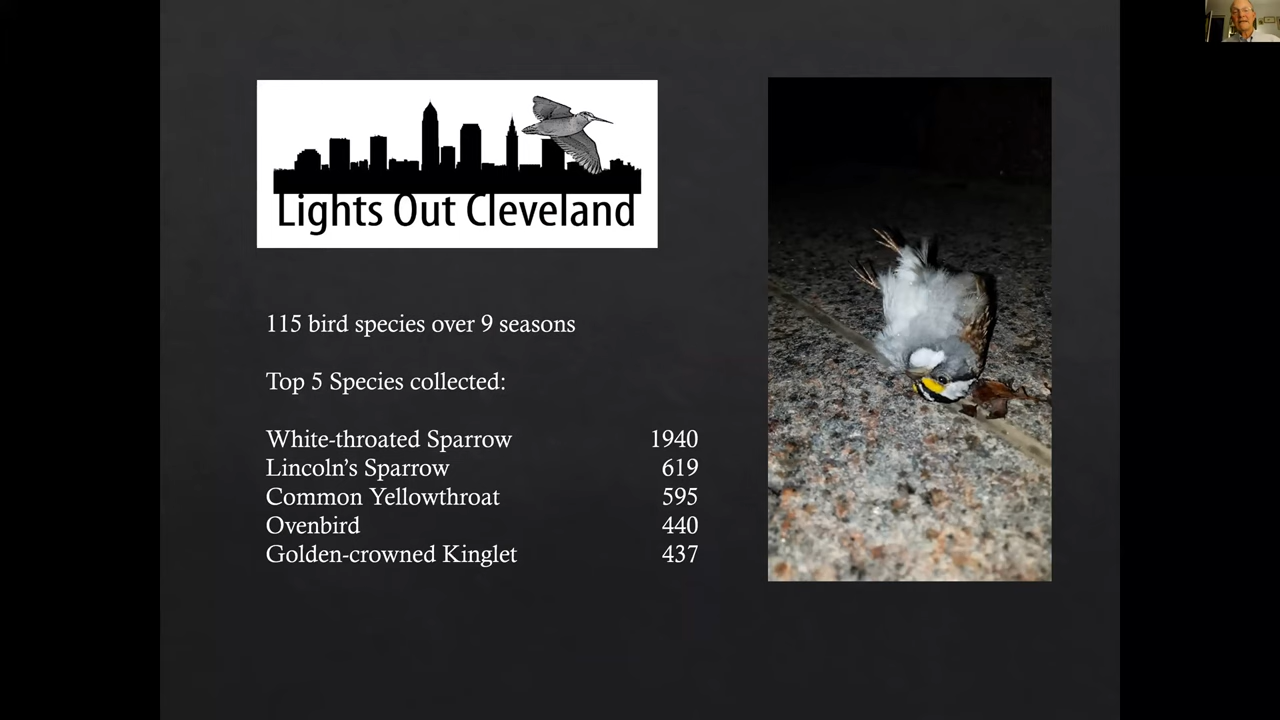 Lights Out Cleveland
115 bird species over 9 seasons
Top 5 Species collected:
White-throated Sparrow 1940
Lincoln’s Sparrow 619
Common Yellowthroat 595
Ovenbird 440
Golden-crowned Kinglet 437